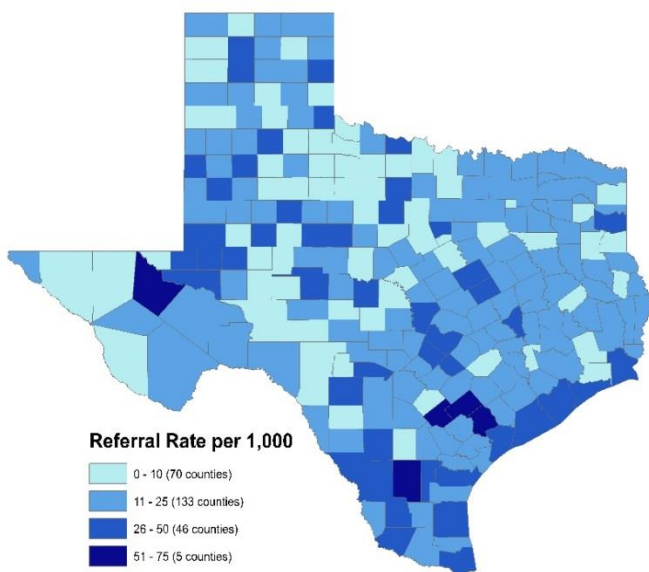 Referral Rate per 1,000
0 - 10 (70 counties)
11 - 25 (133 counties)
26 - 50 (46 counties)
51 - 75 (5 counties)